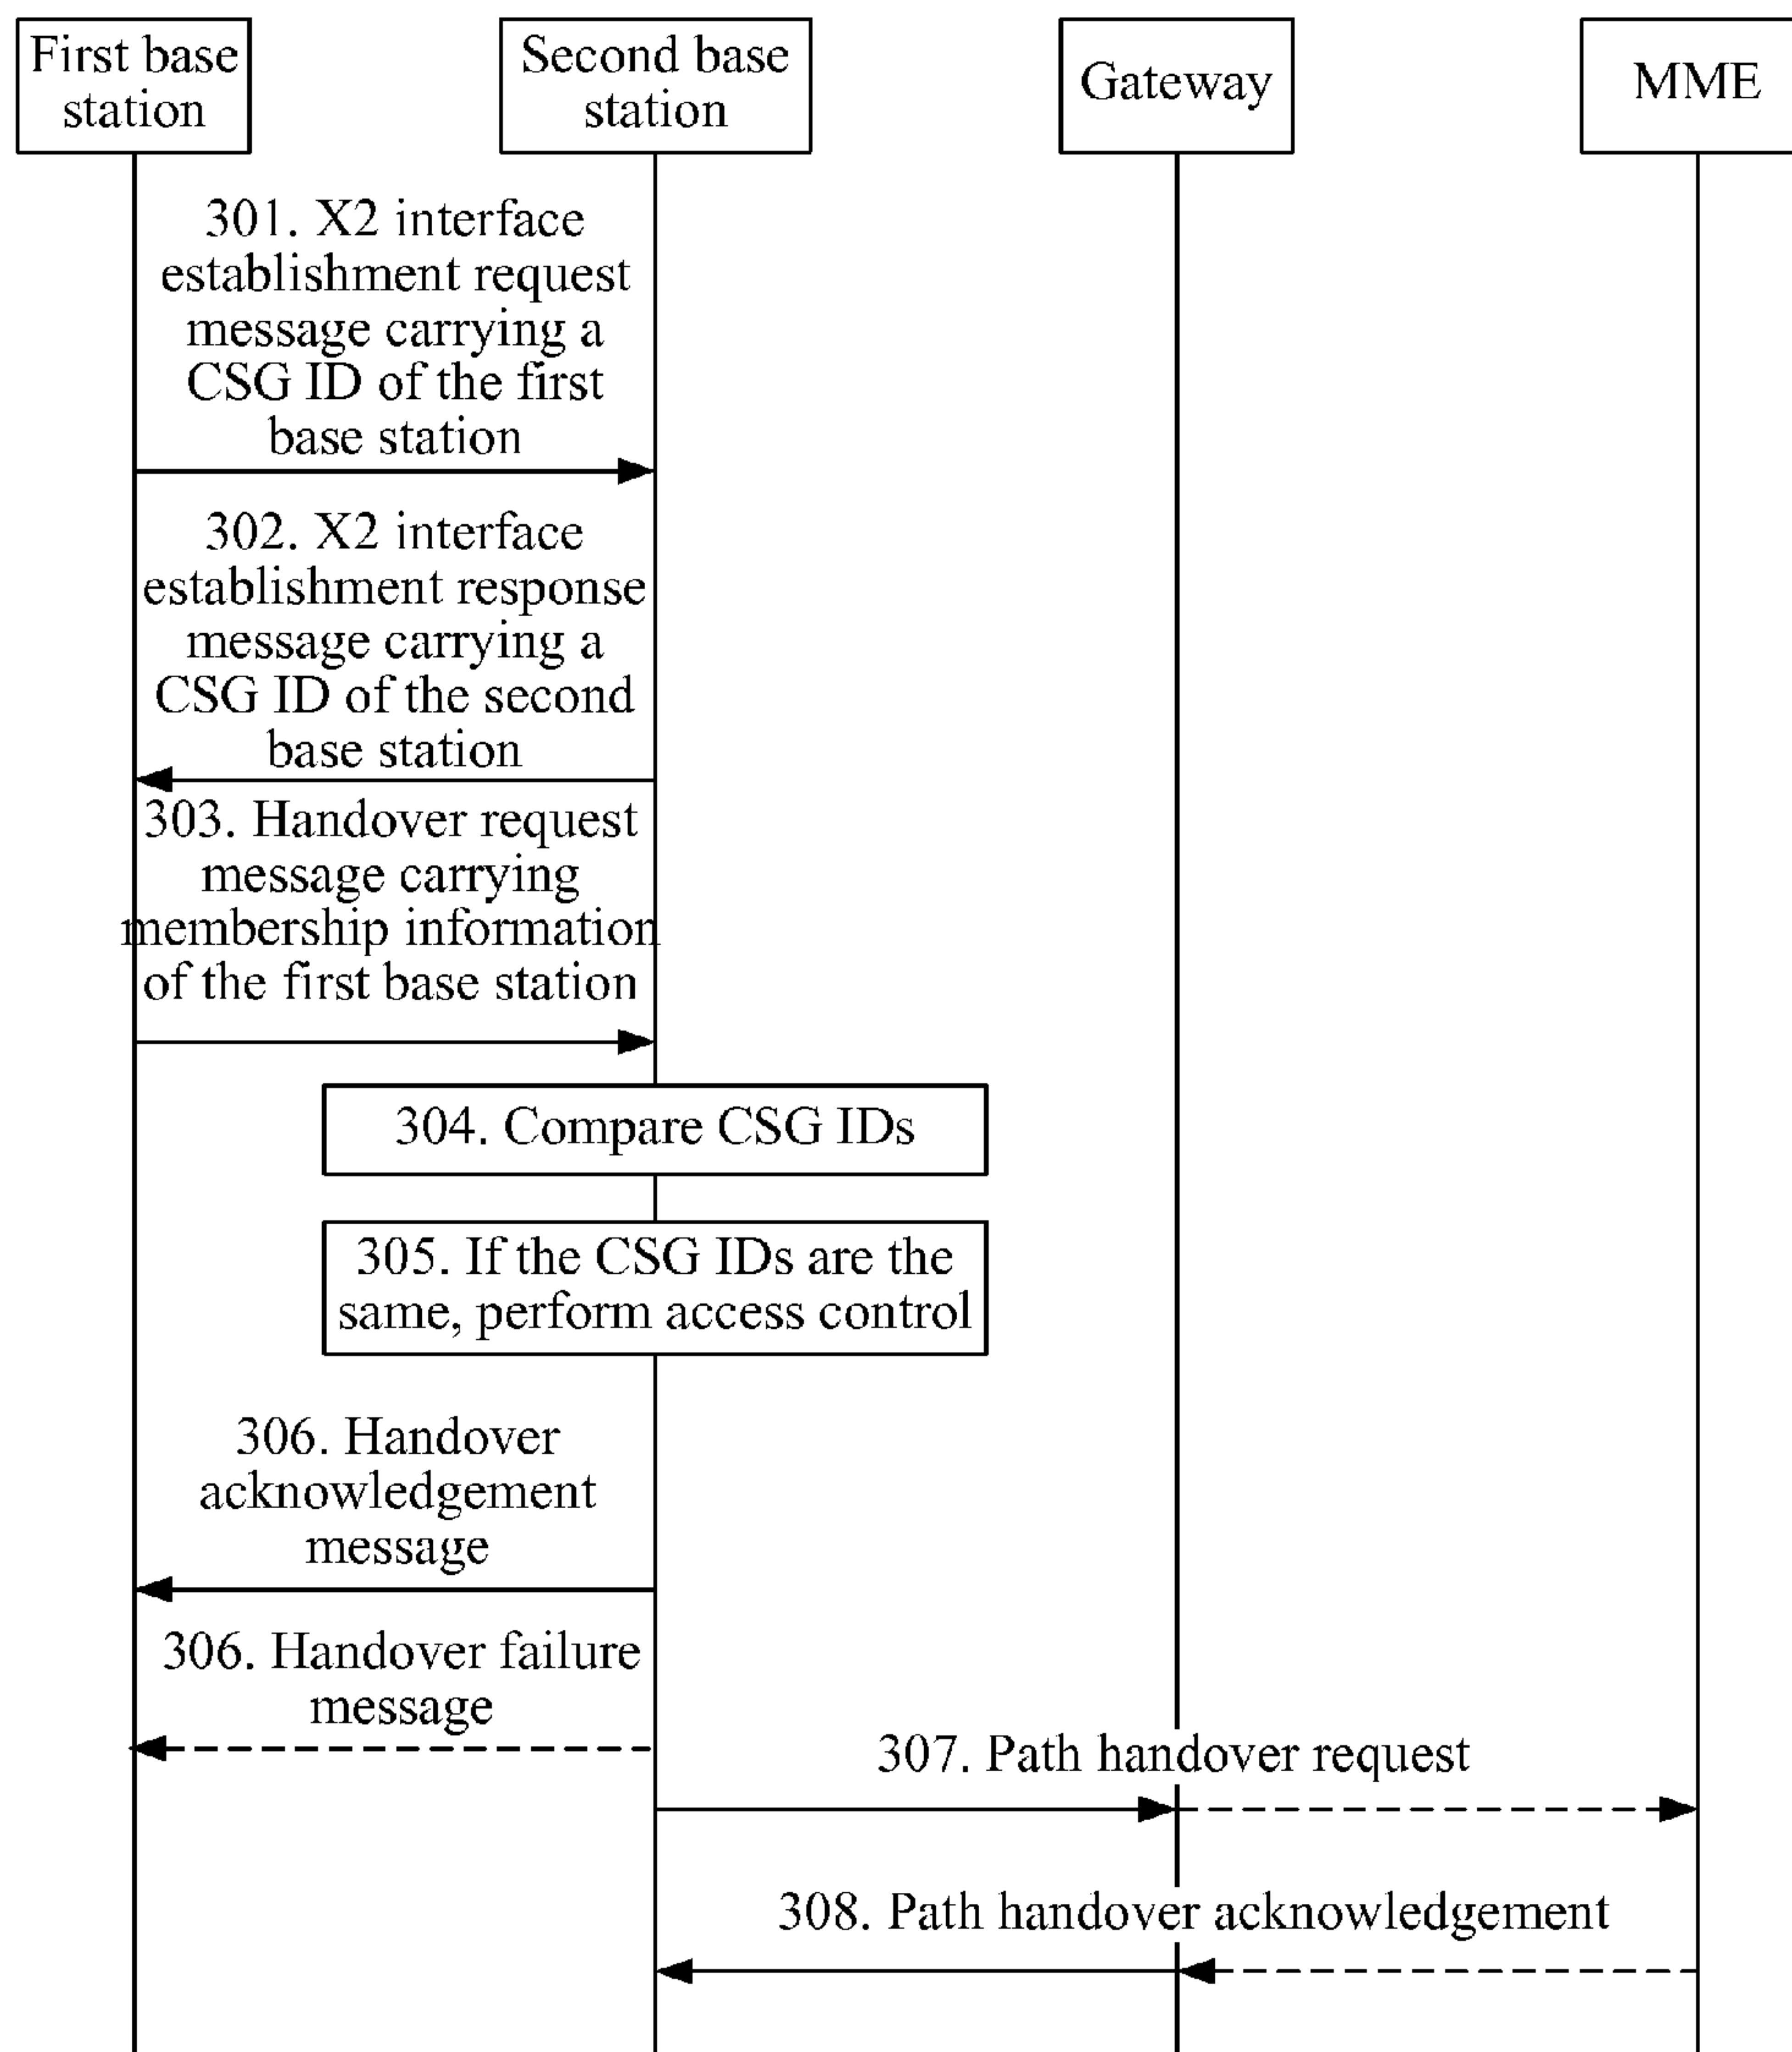 First base
station
Second base
station
Gateway
MME
301. X2 interface
establishment request
message carrying a
CSG ID of the first
base station
302. X2 interface
establishment response
message carrying a
CSG ID of the second
base station
303. Handover request
message carrying
membership information
of the first base station
304. Compare CSG IDs
305. If the CSG IDs are the
same, perform access control
306. Handover
acknowledgement
message
306. Handover failure
message
307. Path handover request
308. Path handover acknowledgement